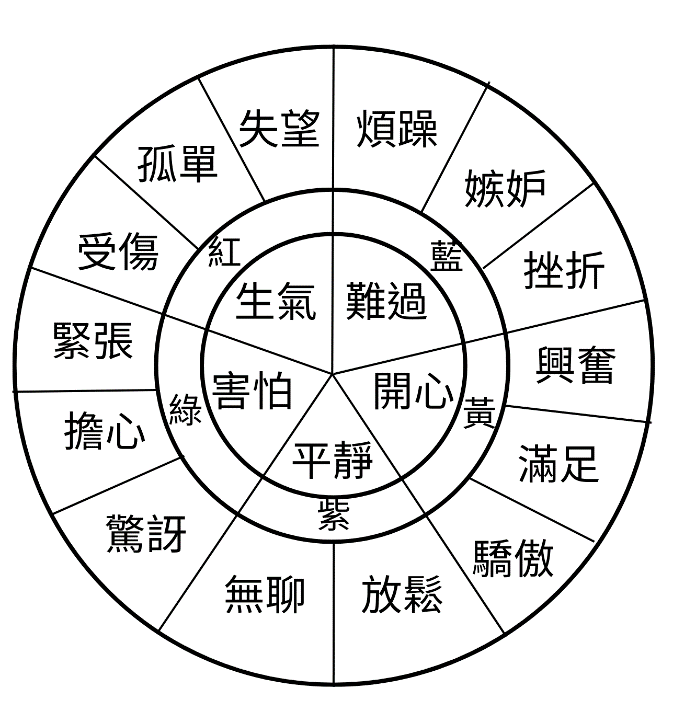 失望
煩躁
孤單
嫉妒
受傷
紅
藍
挫折
生氣
難過
緊張
興奮
害怕
開心
綠
黃
擔心
平靜
滿足
紫
驚訝
驕傲
無聊
放鬆